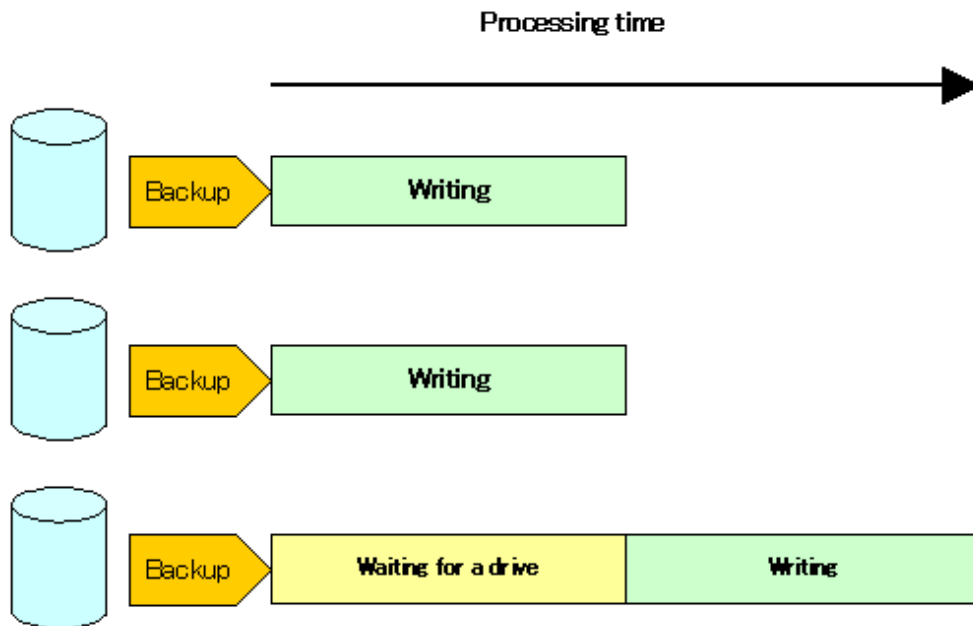 Processing time
Backup
Writing
Backup
Writing
Backup
Waiting for a drive
Writing